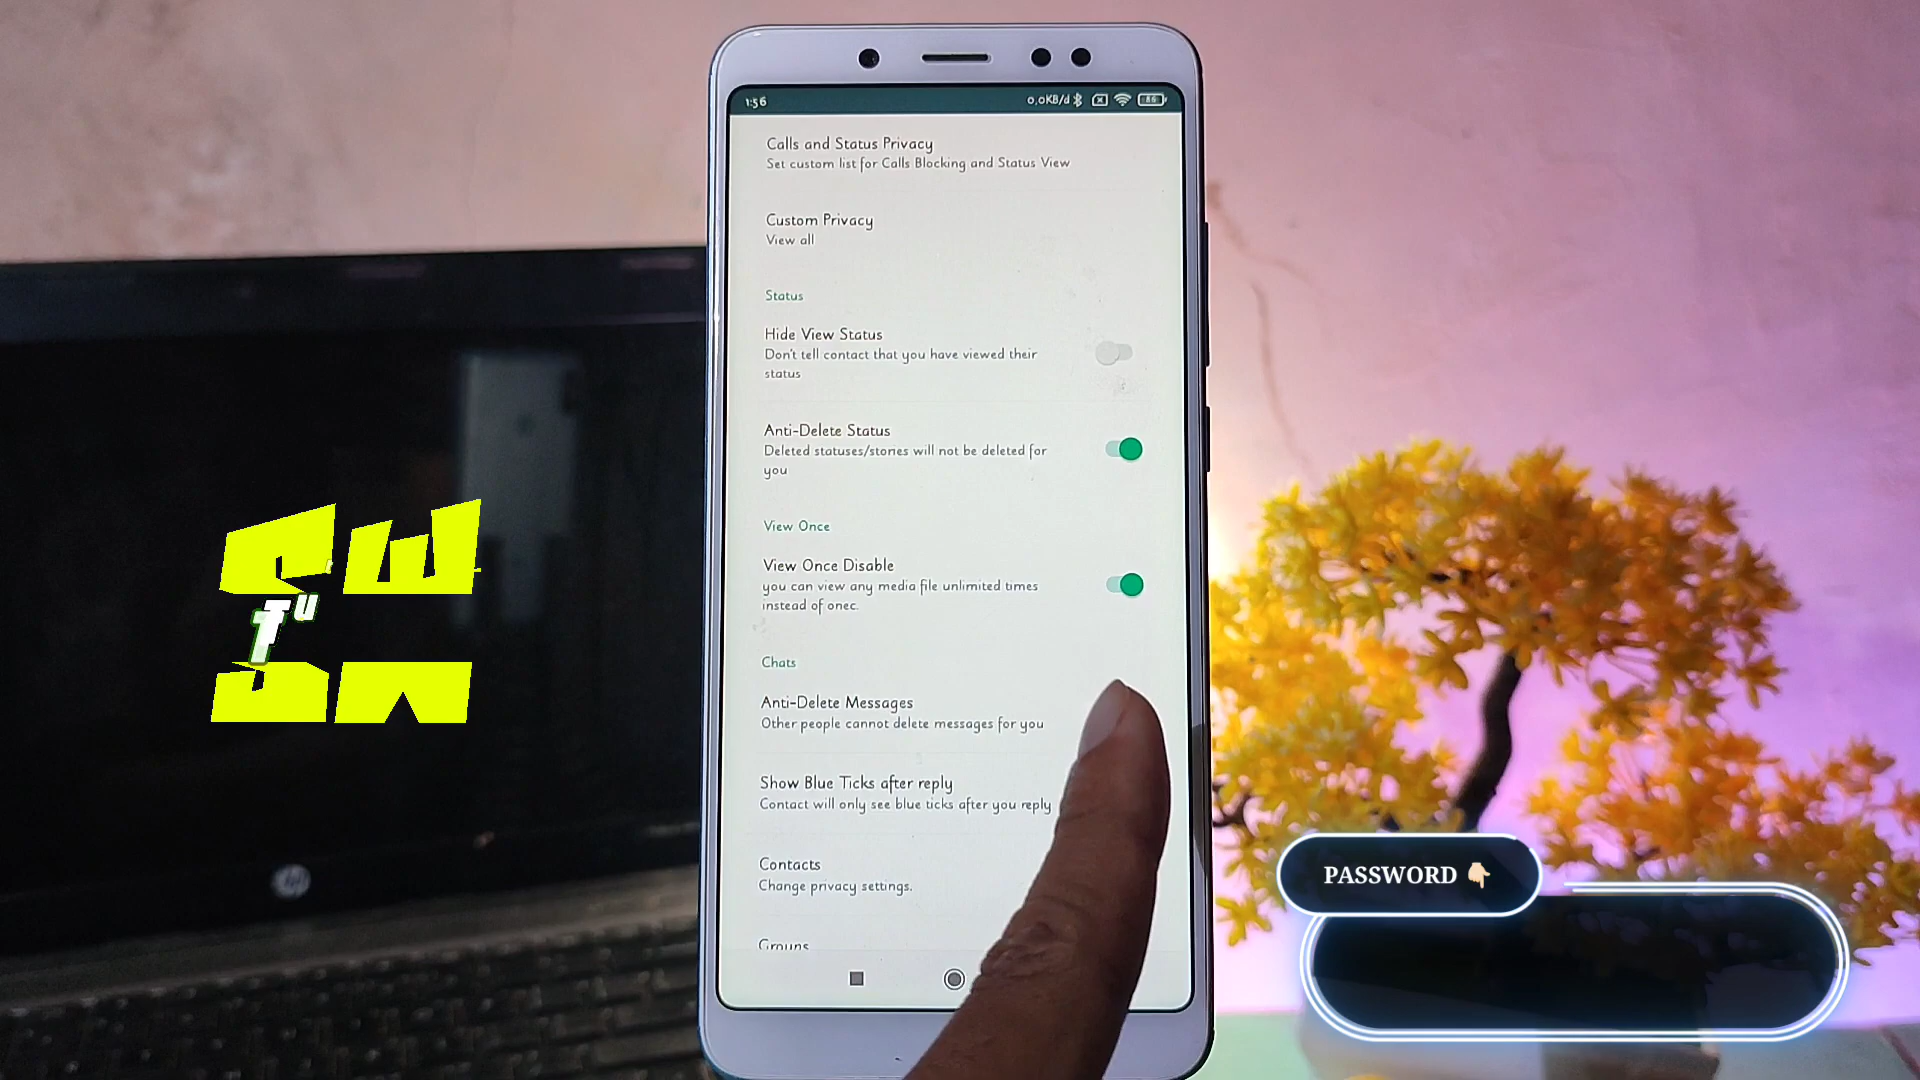 1:56
0,0KB/d
86
Calls and Status Privacy
Set custom list for Calls Blocking and Status View
Custom Privacy
View all
Status
Hide View Status
Don't tell contact that you have viewed their
status
Anti-Delete Status
Deleted statuses/stories will not be deleted for
you
View Once
View Once Disable
you can view any media file unlimited times
instead of onec.
Chats
Anti-Delete Messages
Other people cannot delete messages for you
Show Blue Ticks after reply
Contact will only see blue ticks after you reply
Contacts
Change privacy settings.
Groups
hp
TU
PASSWORD 👇🏻